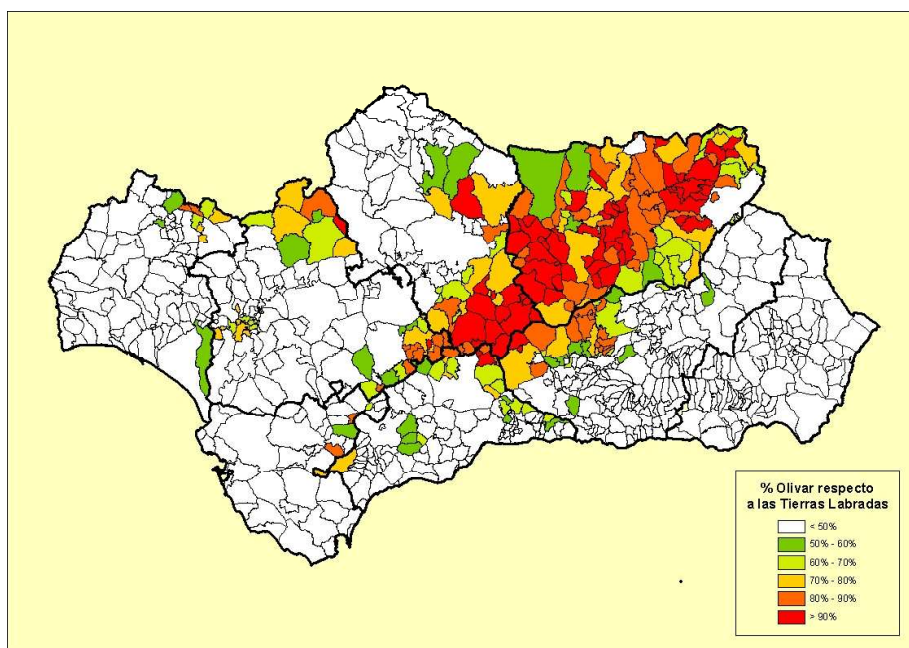 % Olivar respecto
a las Tierras Labradas
< 50%
50% - 60%
60% - 70%
70% - 80%
80% - 90%
> 90%